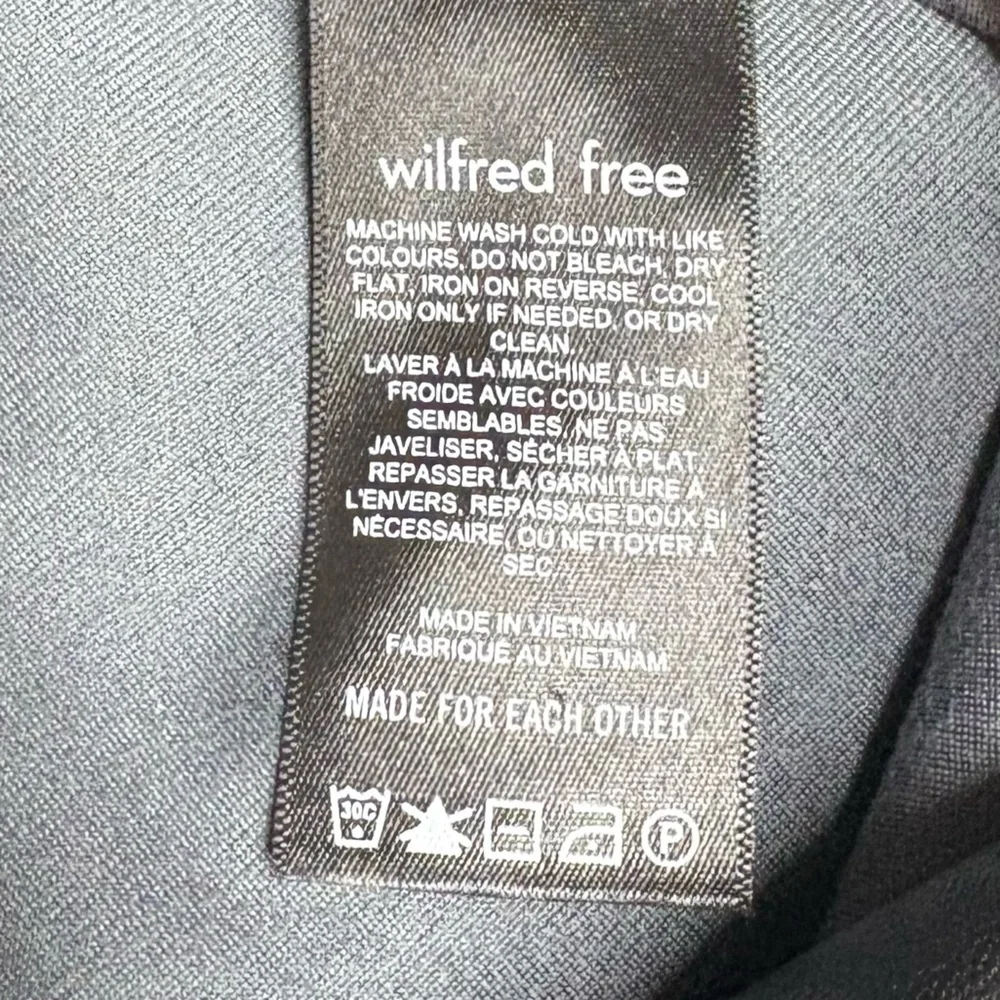 wilfred free
MACHINE WASH COLD WITH LIKE
COLOURS, DO NOT BLEACH, DRY
FLAT, IRON ON REVERSE, COOL
IRON ONLY IF NEEDED, OR DRY
CLEAN.
LAVER À LA MACHINE À L'EAU
FROIDE AVEC COULEURS
SEMBLABLES, NE PAS
JAVELISER, SÉCHER À PLAT,
REPASSER LA GARNITURE À
L'ENVERS, REPASSAGE DOUX SI
NÉCESSAIRE, OU NETTOYER À
SEC.
MADE IN VIETNAM
FABRIQUÉ AU VIETNAM
MADE FOR EACH OTHER
30C
P